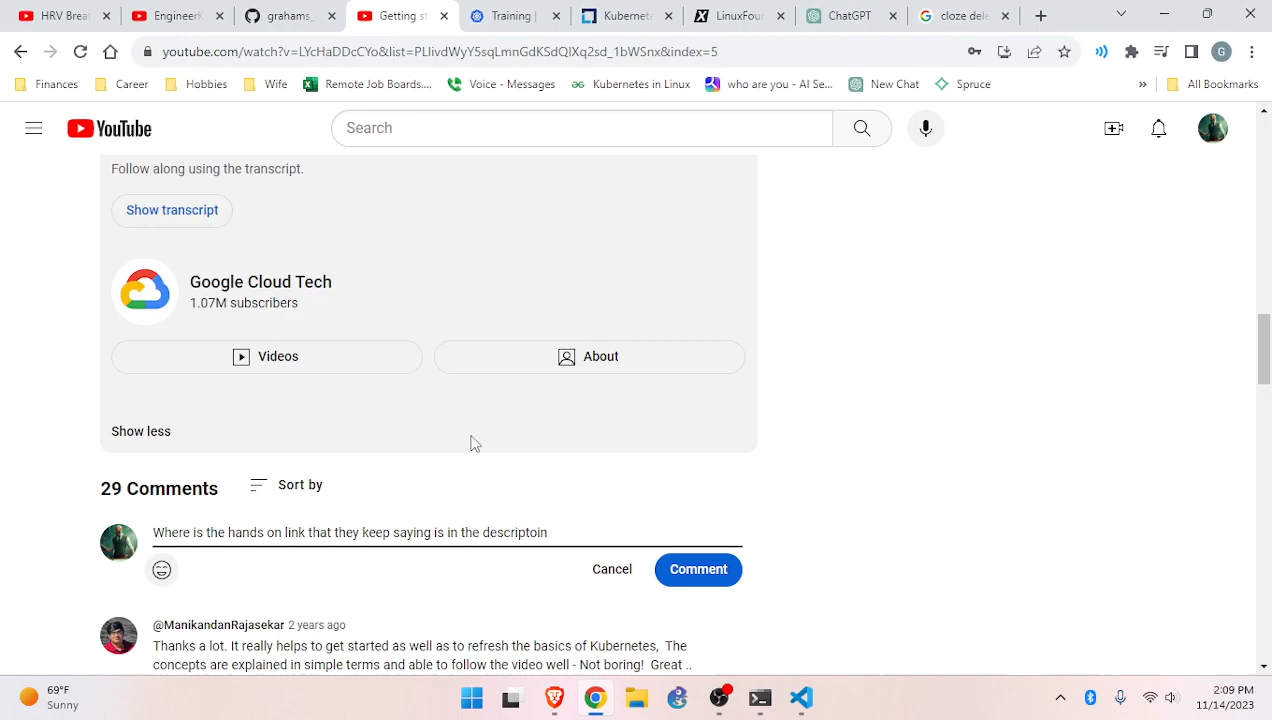 HRV Breat
EngineerK
grahams_
Getting st
Training |
Kubernete
LinuxFour
ChatGPT
cloze dele
youtube.com/watch?v=LYcHaDDcCYo&list=PLIivdWyY5sqLmnGdKSdQIXq2sd_1bWSnx&index=5
G
Finances
Career
Hobbies
Wife
Remote Job Boards....
Voice - Messages
Kubernetes in Linux
who are you - AI Se...
New Chat
Spruce
»
All Bookmarks
YouTube
Search
Follow along using the transcript.
Show transcript
Google Cloud Tech
1.07M subscribers
Videos
About
Show less
29 Comments
Sort by
Where is the hands on link that they keep saying is in the descriptoin
Cancel
Comment
@ManikandanRajasekar 2 years ago
Thanks a lot. It really helps to get started as well as to refresh the basics of Kubernetes, The
concepts are explained in simple terms and able to follow the video well - Not boring! Great ..
69°F
Sunny
2:09 PM
11/14/2023